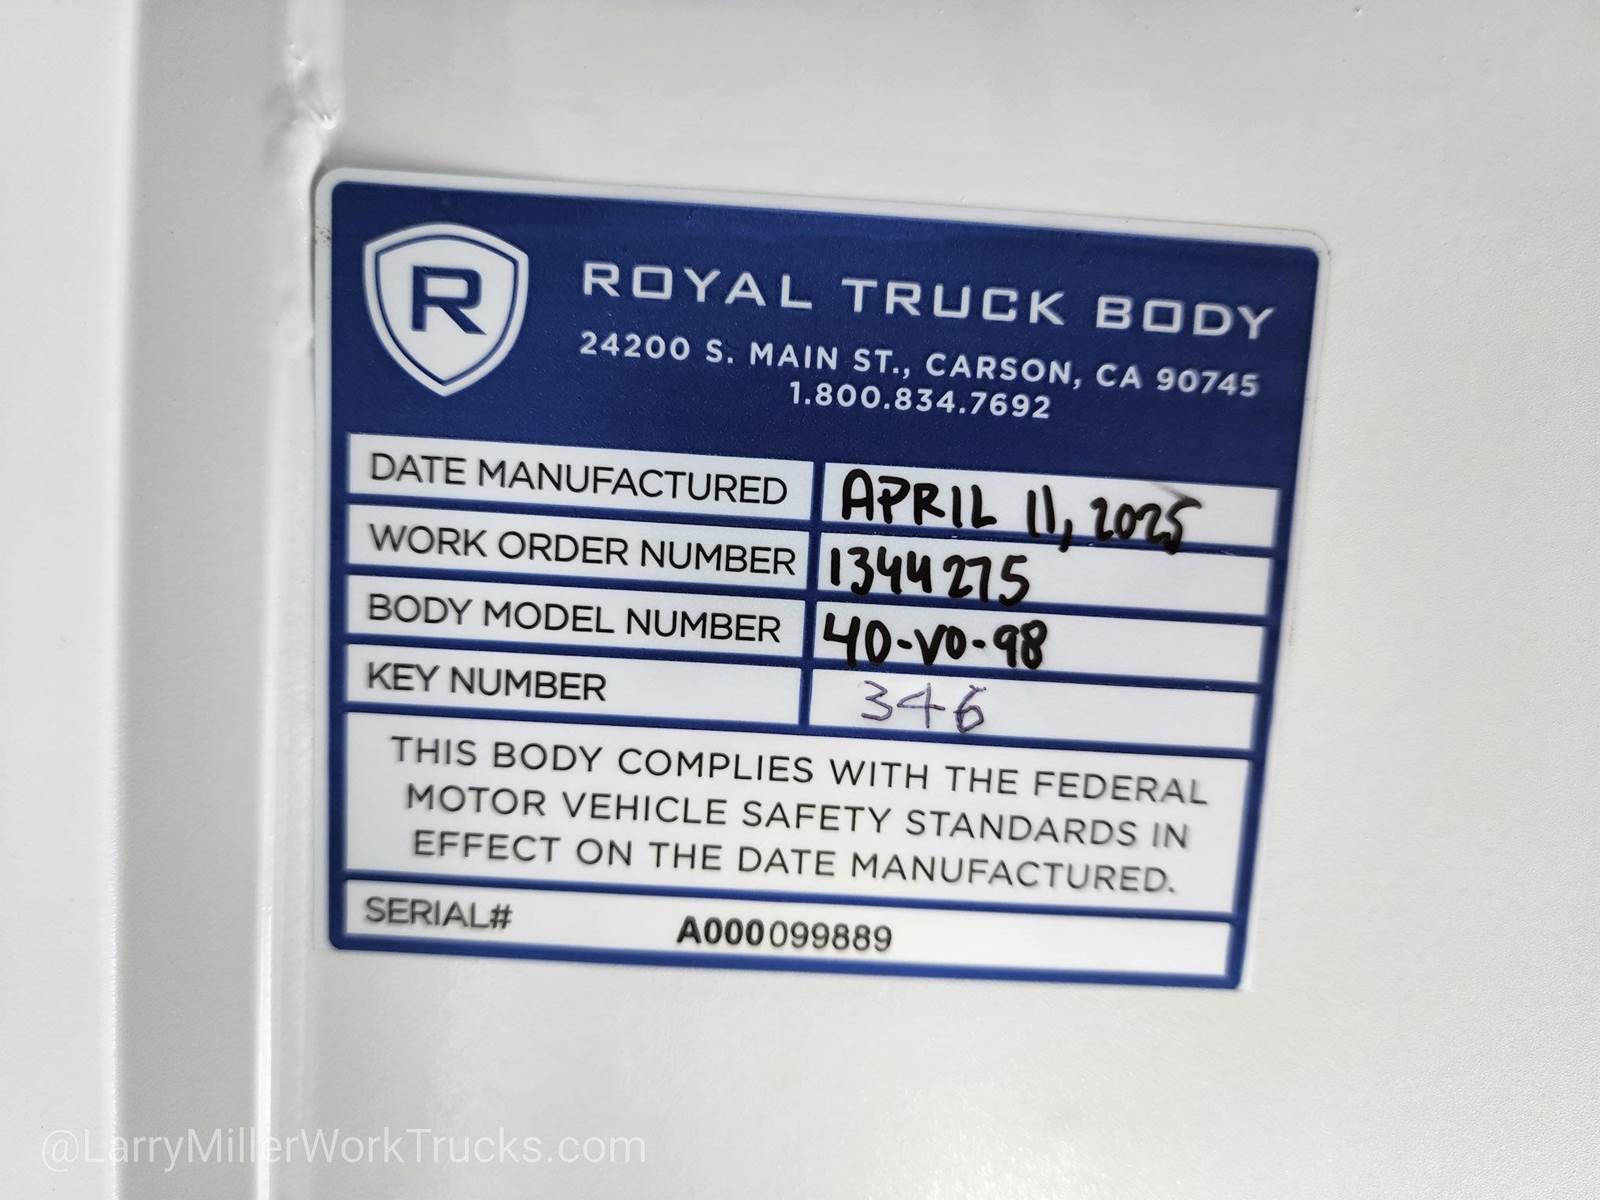 R
ROYAL TRUCK BODY
24200 S. MAIN ST., CARSON, CA 90745
1.800.834.7692
DATE MANUFACTURED APRIL 11, 2025
WORK ORDER NUMBER 1344275
BODY MODEL NUMBER 40-VO-98
KEY NUMBER 346
THIS BODY COMPLIES WITH THE FEDERAL
MOTOR VEHICLE SAFETY STANDARDS IN
EFFECT ON THE DATE MANUFACTURED.
SERIAL# A000099889
@LarryMillerWorkTrucks.com